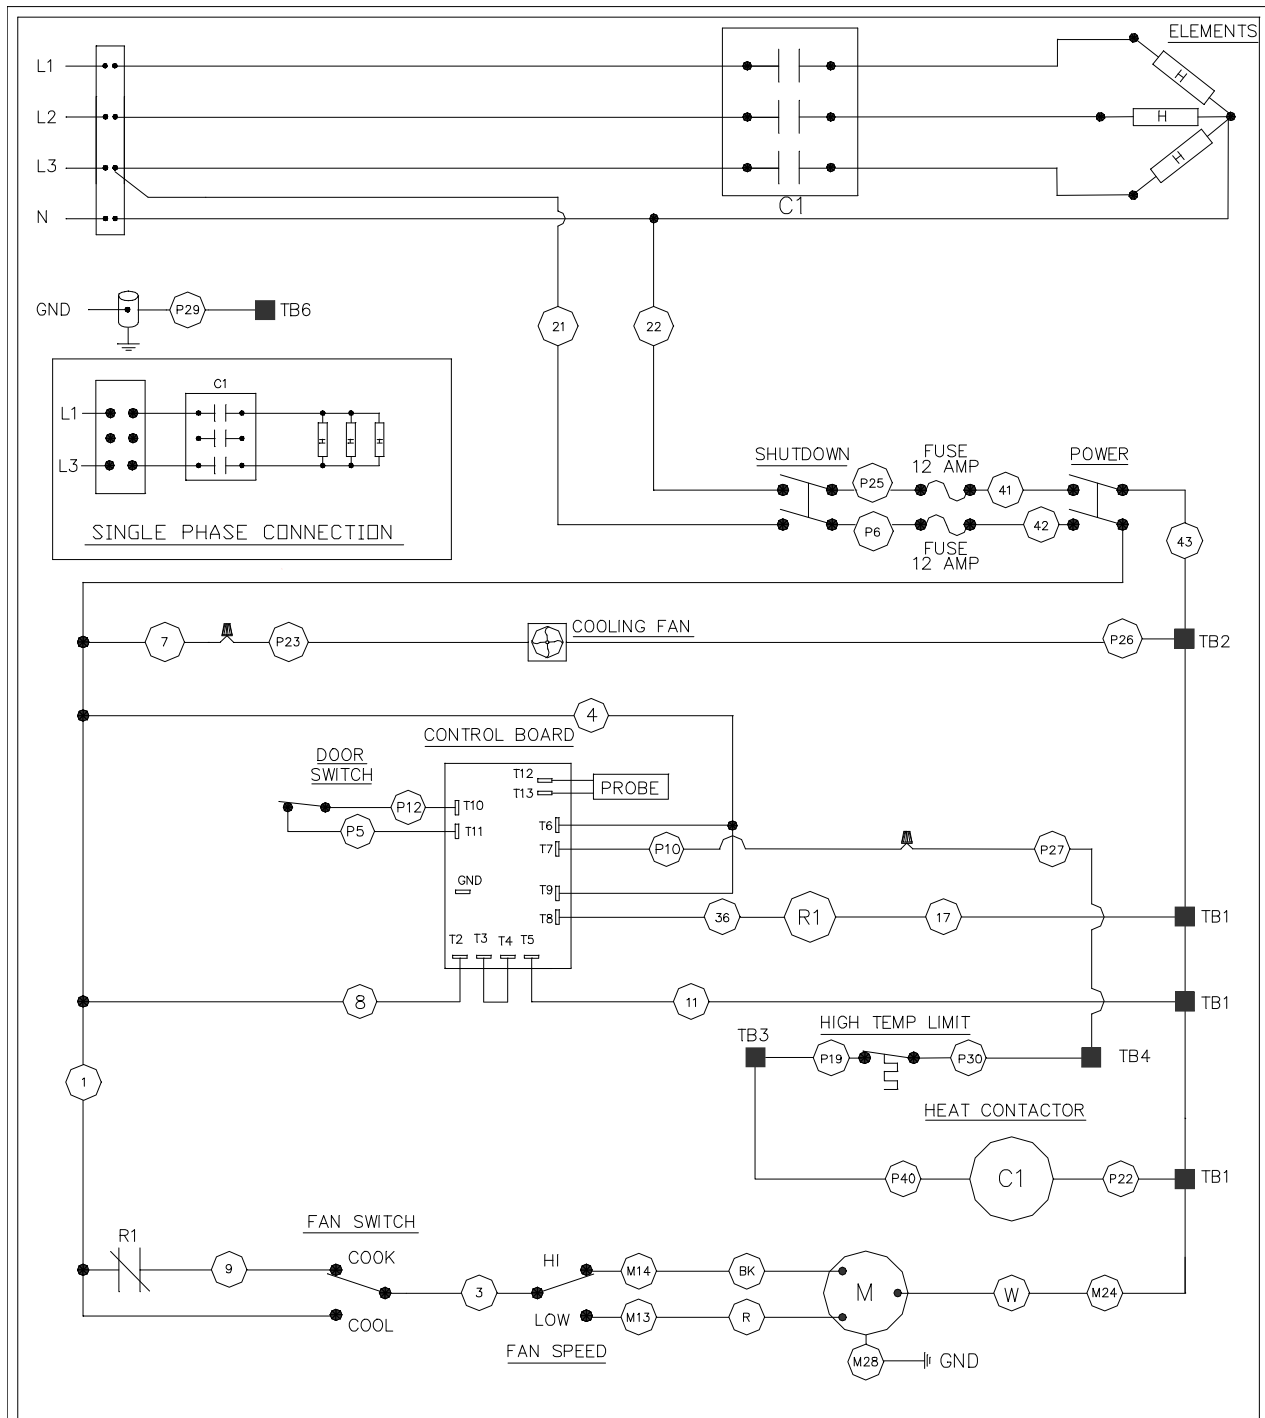 ELEMENTS
L1
H
L2
H
L3
H
C1
N
GND
P29
TB6
21
22
C1
L1
H H H
L3
SINGLE PHASE CONNECTION
SHUTDOWN
FUSE
12 AMP
POWER
P25
41
P6
42
FUSE
12 AMP
43
7
P23
COOLING FAN
P26
TB2
4
CONTROL BOARD
DOOR
SWITCH
T12
T13
PROBE
P12
T10
P5
T11
T6
T7
P10
P27
GND
T9
T8
36
R1
17
TB1
T2
T3
T4
T5
8
11
TB1
HIGH TEMP LIMIT
TB3
P19
P30
TB4
1
HEAT CONTACTOR
P40
C1
P22
TB1
FAN SWITCH
R1
9
COOK
HI
M14
BK
3
M
W
M24
COOL
LOW
M13
R
FAN SPEED
M28
GND